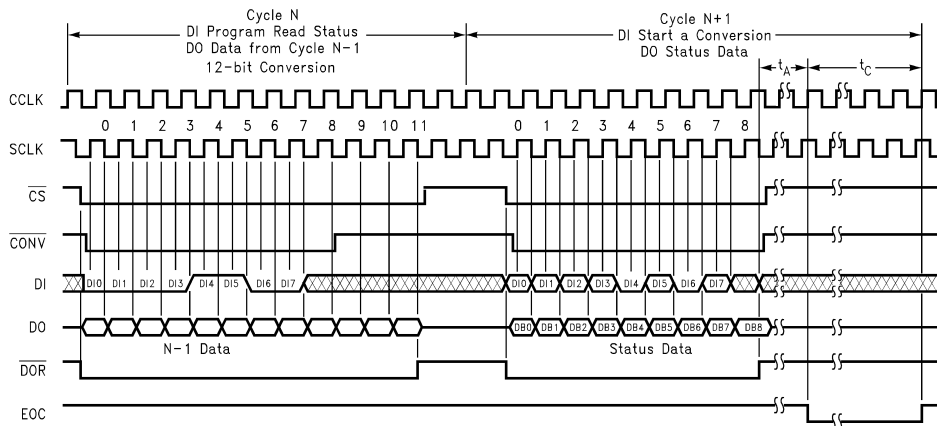 Cycle N
DI Program Read Status
DO Data from Cycle N-1
12-bit Conversion
Cycle N+1
DI Start a Conversion
DO Status Data
tA
tC
CCLK
0 1 2 3 4 5 6 7 8 9 10 11 0 1 2 3 4 5 6 7 8
SCLK
CS
CONV
DI DI0 DI1 DI2 DI3 DI4 DI5 DI6 DI7 DI0 DI1 DI2 DI3 DI4 DI5 DI6 DI7
DO DB0 DB1 DB2 DB3 DB4 DB5 DB6 DB7 DB8
N-1 Data Status Data
DOR
EOC